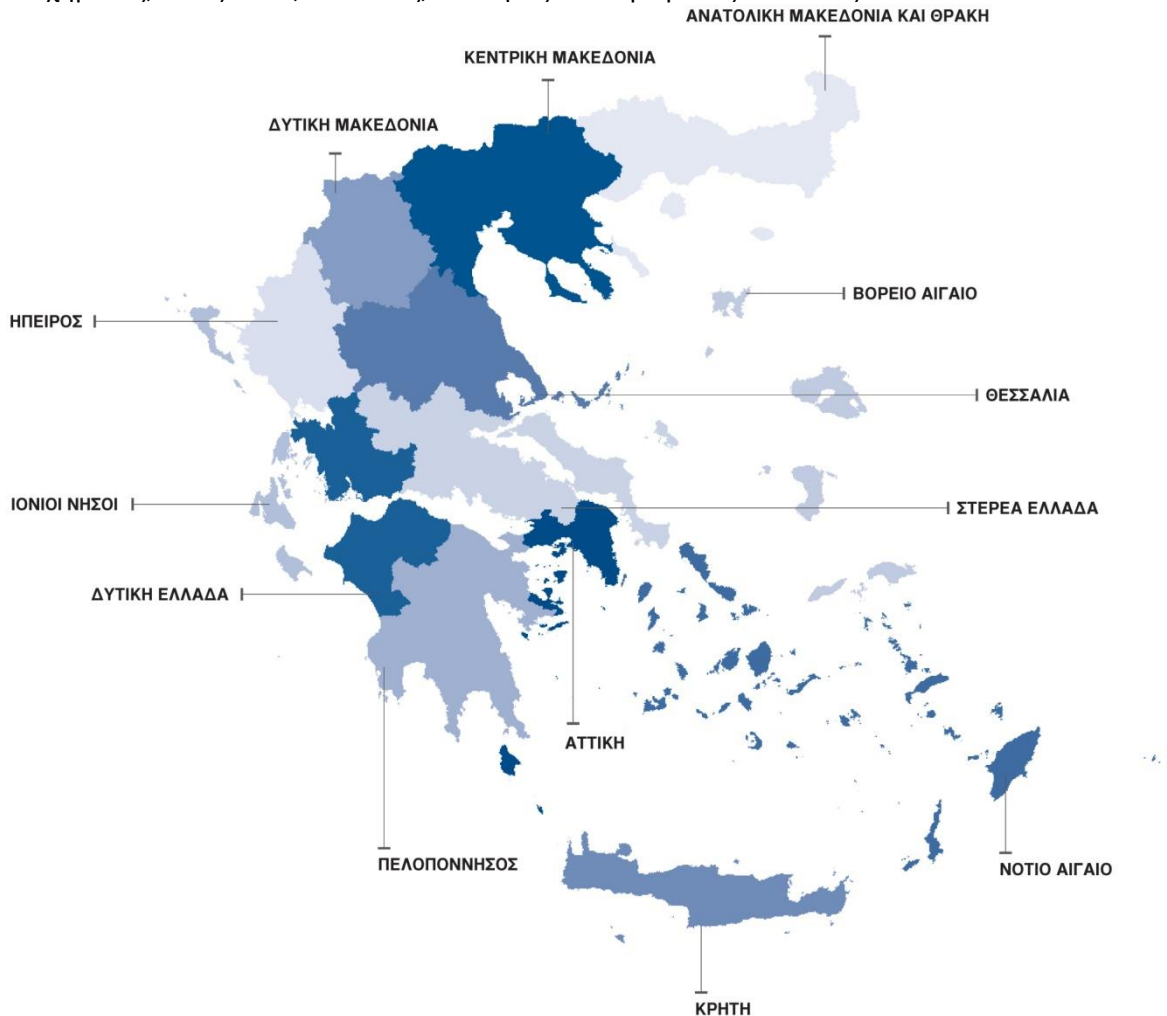 ΑΝΑΤΟΛΙΚΗ ΜΑΚΕΔΟΝΙΑ ΚΑΙ ΘΡΑΚΗ
ΚΕΝΤΡΙΚΗ ΜΑΚΕΔΟΝΙΑ
ΔΥΤΙΚΗ ΜΑΚΕΔΟΝΙΑ
ΒΟΡΕΙΟ ΑΙΓΑΙΟ
ΗΠΕΙΡΟΣ
ΘΕΣΣΑΛΙΑ
ΙΟΝΙΟΙ ΝΗΣΟΙ
ΣΤΕΡΕΑ ΕΛΛΑΔΑ
ΔΥΤΙΚΗ ΕΛΛΑΔΑ
ΑΤΤΙΚΗ
ΠΕΛΟΠΟΝΝΗΣΟΣ
ΝΟΤΙΟ ΑΙΓΑΙΟ
ΚΡΗΤΗ